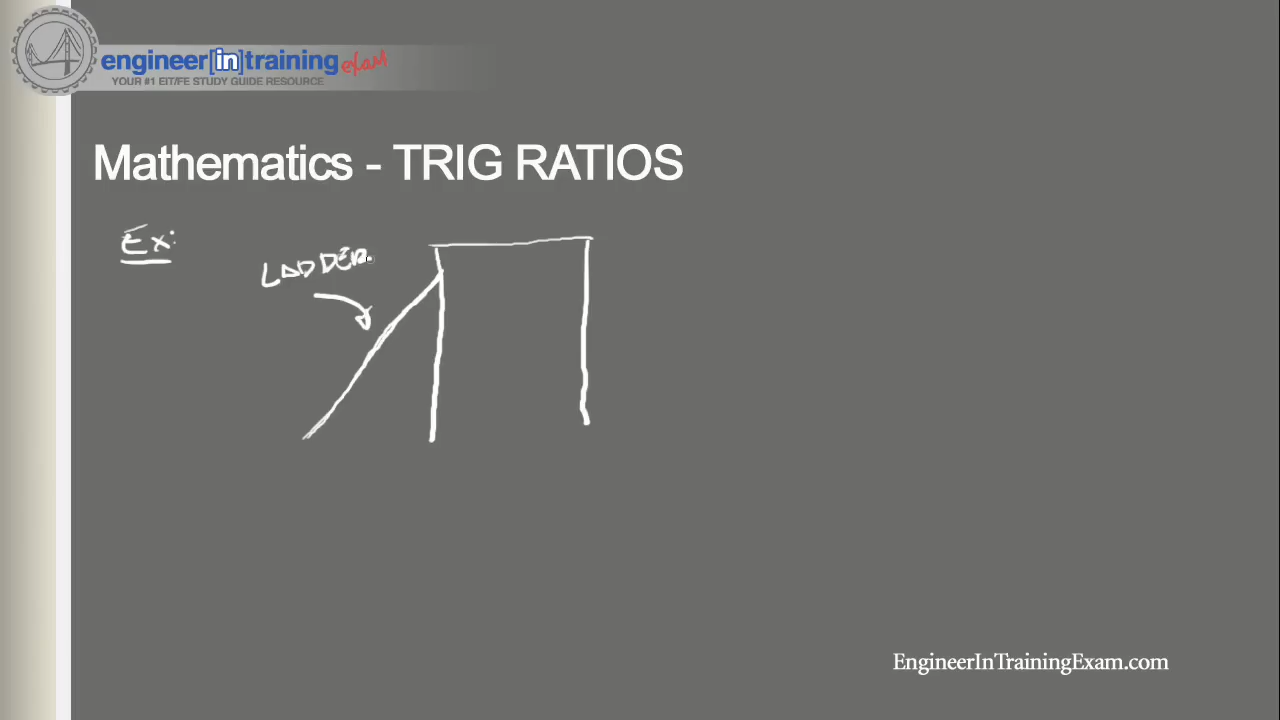 engineer[in]training exam
YOUR #1 EIT/FE STUDY GUIDE RESOURCE
Mathematics - TRIG RATIOS
Ex:
LADDER
EngineerInTrainingExam.com